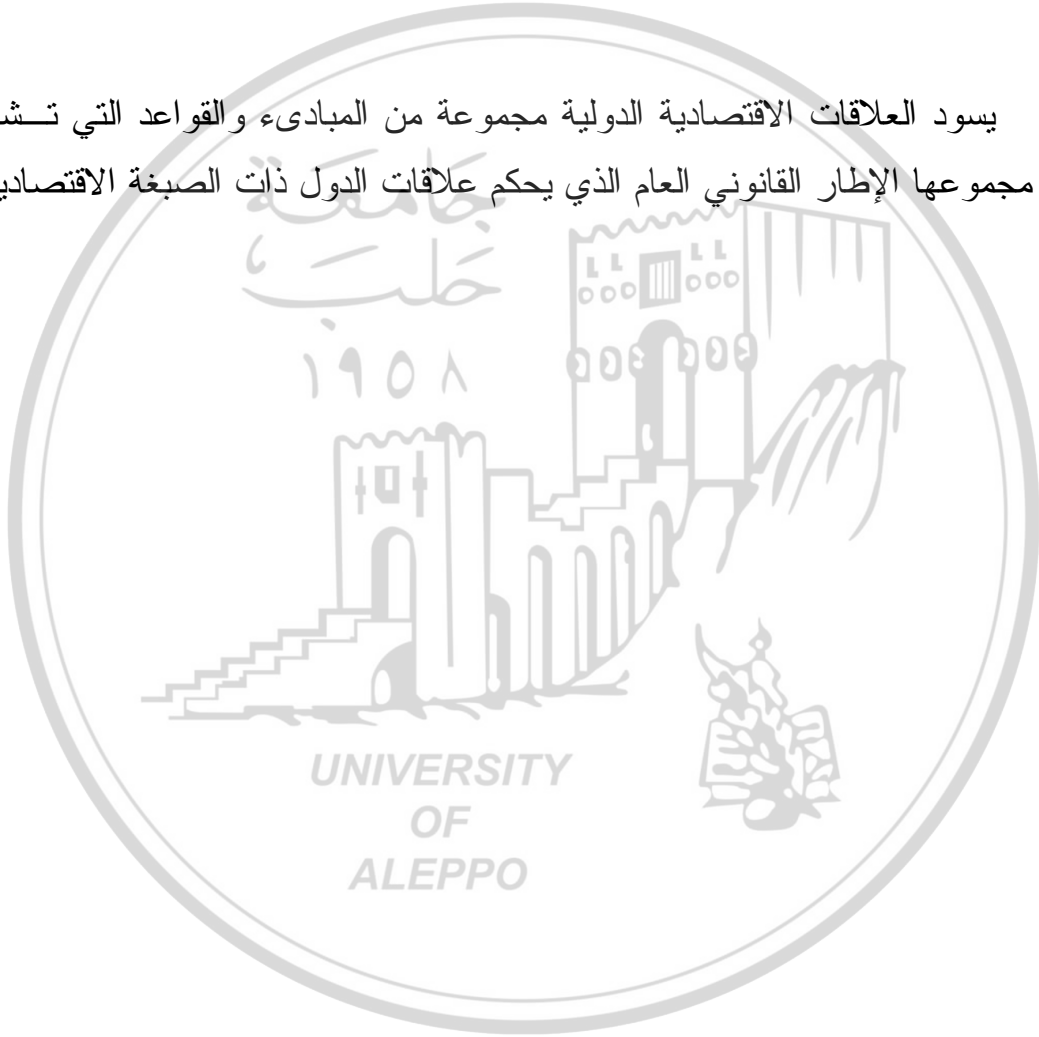 يسود العلاقات الاقتصادية الدولية مجموعة من المبادىء والقواعد التي
مجموعها الإطار القانوني العام الذي يحكم علاقات الدول ذات الصبغة
جامعة
حلب
١٩٥٨
UNIVERSITY
OF
ALEPPO